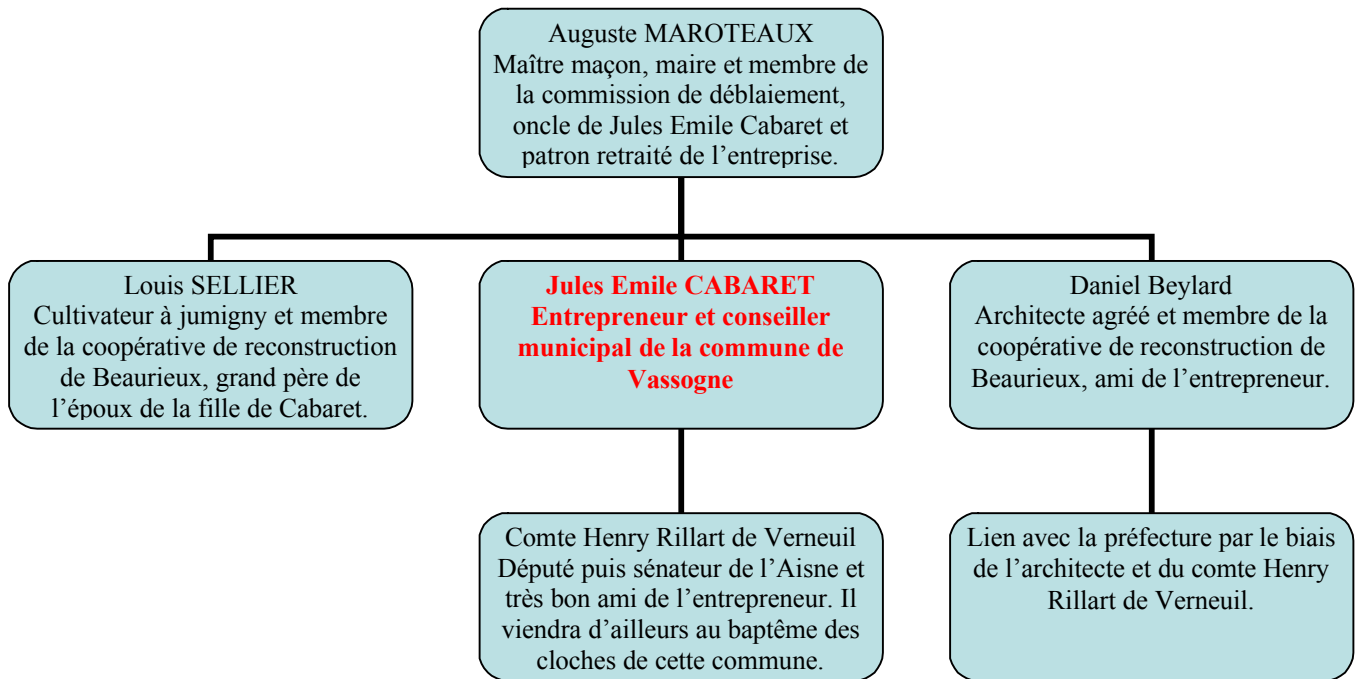 Auguste MAROTEAUX
Maître maçon, maire et membre de
la commission de déblaiement,
oncle de Jules Emile Cabaret et
patron retraité de l’entreprise.
Louis SELLIER
Cultivateur à jumigny et membre
de la coopérative de reconstruction
de Beaurieux, grand père de
l’époux de la fille de Cabaret.
Jules Emile CABARET
Entrepreneur et conseiller
municipal de la commune de
Vassogne
Daniel Beylard
Architecte agréé et membre de la
coopérative de reconstruction de
Beaurieux, ami de l’entrepreneur.
Comte Henry Rillart de Verneuil
Député puis sénateur de l’Aisne et
très bon ami de l’entrepreneur. Il
viendra d’ailleurs au baptême des
cloches de cette commune.
Lien avec la préfecture par le biais
de l’architecte et du comte Henry
Rillart de Verneuil.